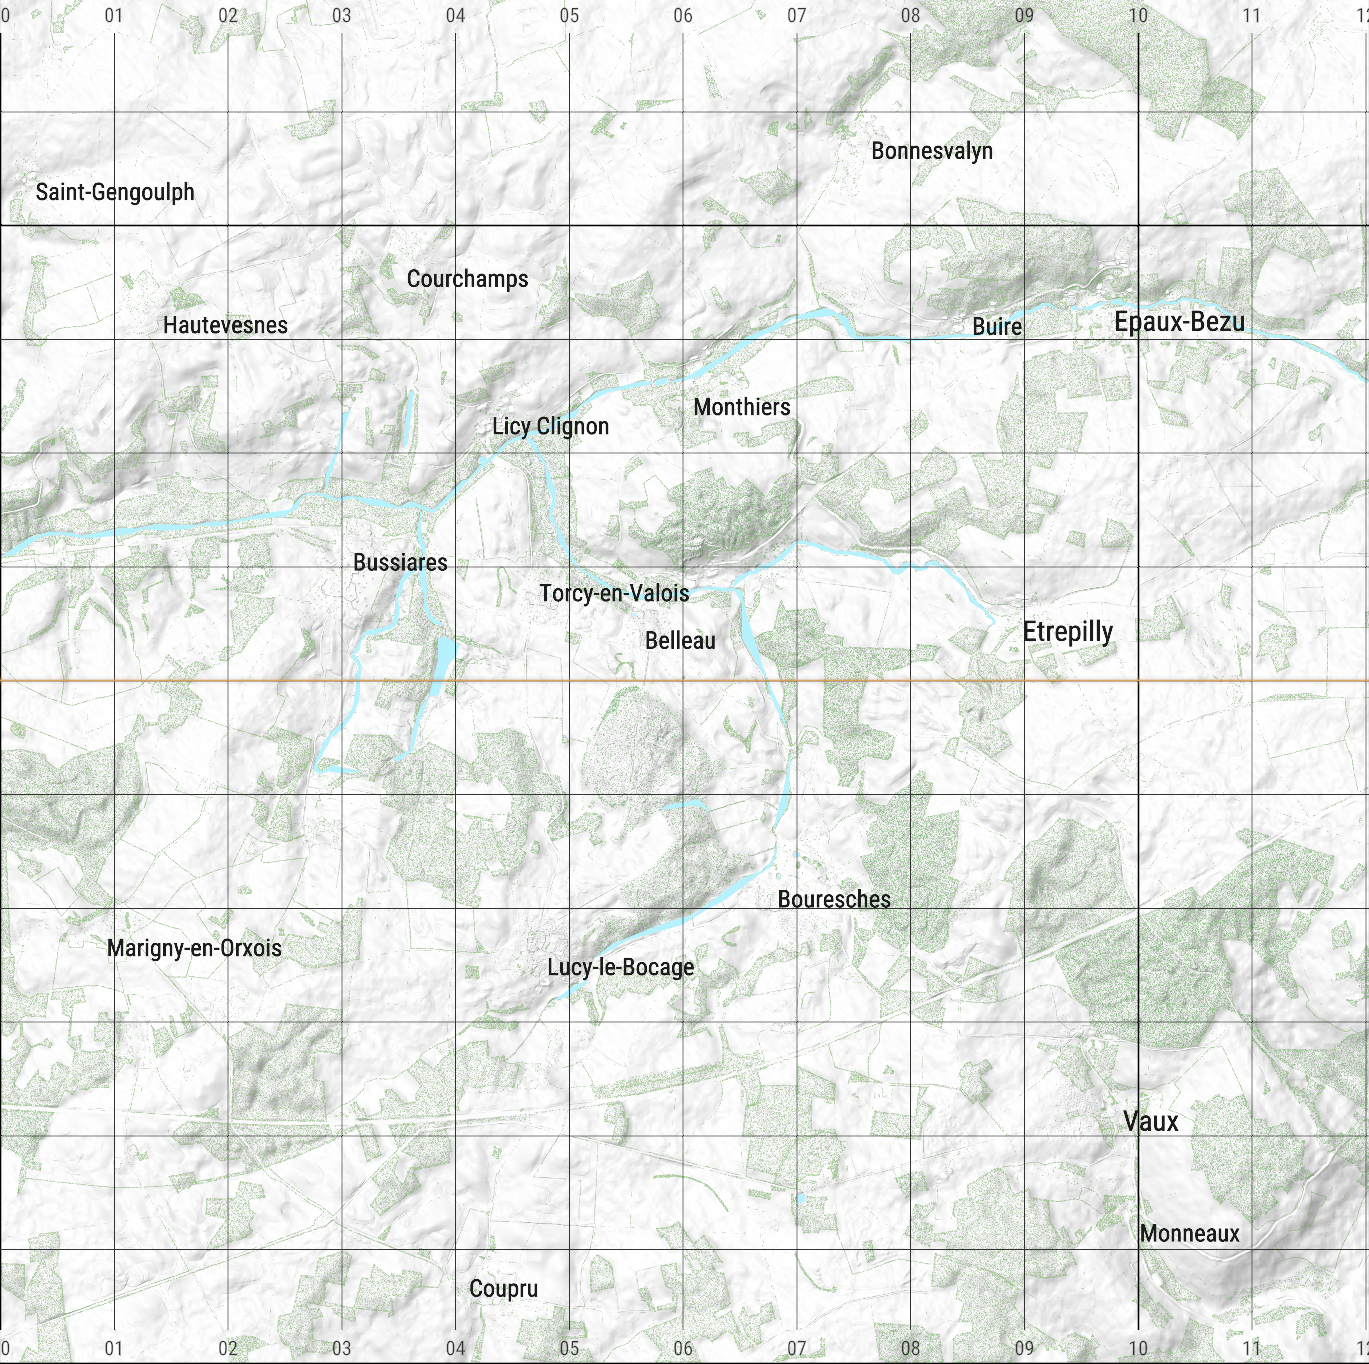 0 01 02 03 04 05 06 07 08 09 10 11 12
Bonnesvalyn
Saint-Gengoulph
Courchamps
Hautevesnes
Buire
Epaux-Bezu
Monthiers
Licy Clignon
Bussiares
Torcy-en-Valois
Etrepilly
Belleau
Bouresches
Marigny-en-Orxois
Lucy-le-Bocage
Vaux
Monneaux
Coupru
0 01 02 03 04 05 06 07 08 09 10 11 12